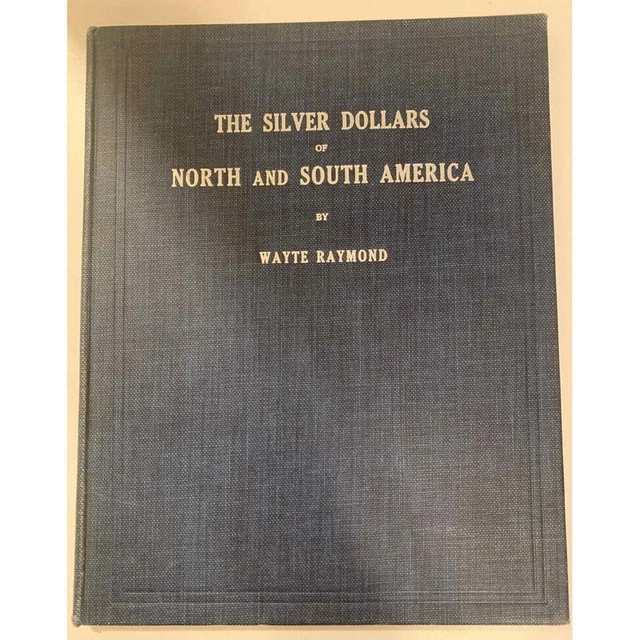 THE SILVER DOLLARS
OF
NORTH AND SOUTH AMERICA
BY
WAYTE RAYMOND